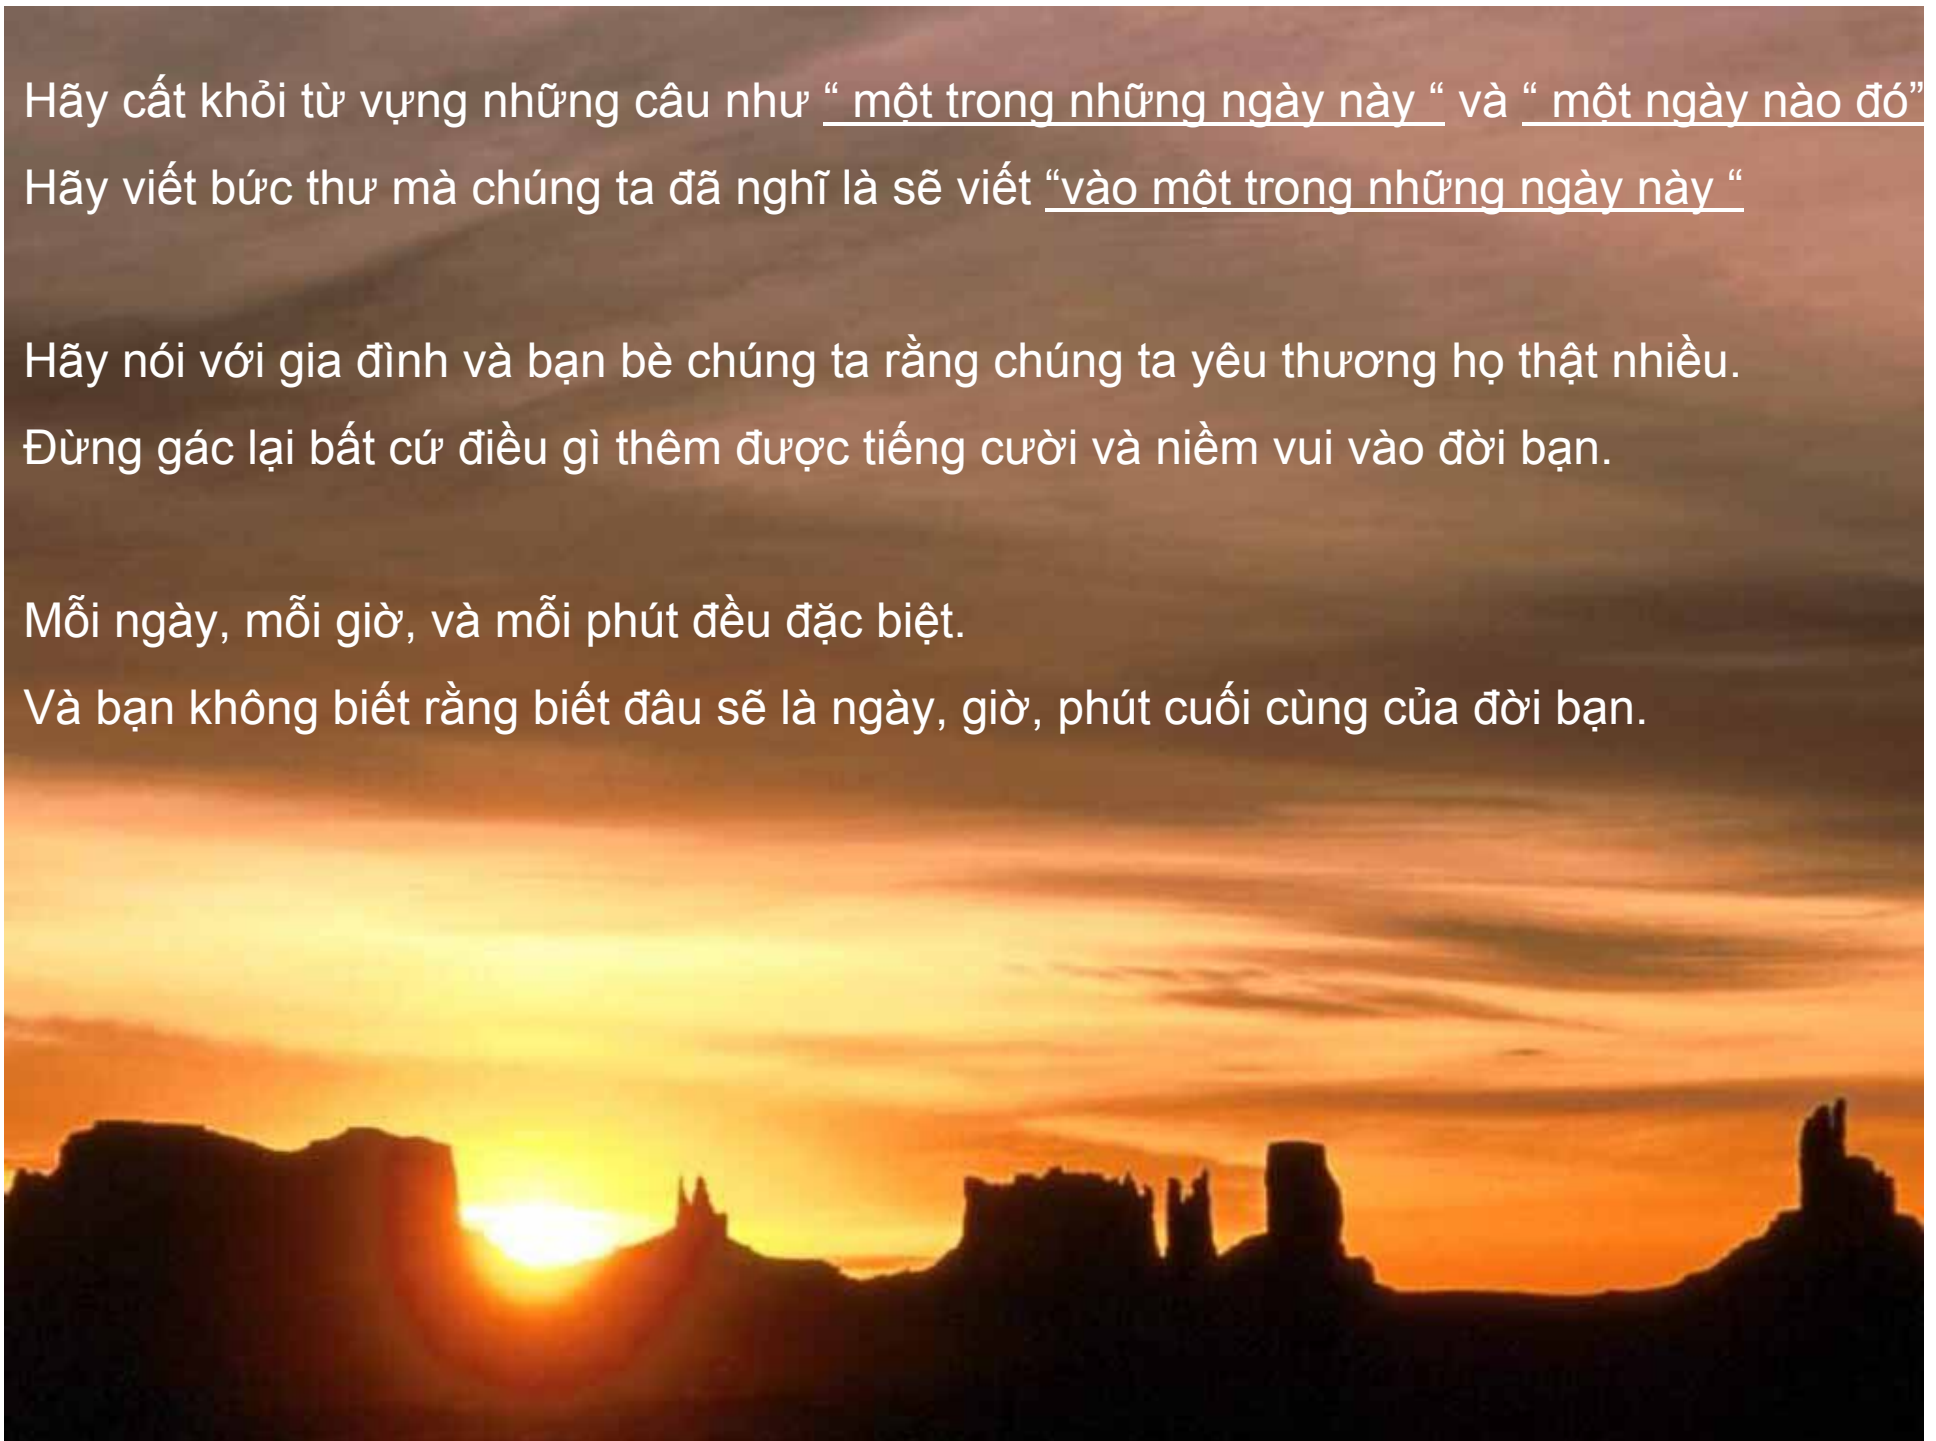 Hãy cất khỏi từ vựng những câu như “ một trong những ngày này “ và “ một ngày nào đó”
Hãy viết bức thư mà chúng ta đã nghĩ là sẽ viết “vào một trong những ngày này “
Hãy nói với gia đình và bạn bè chúng ta rằng chúng ta yêu thương họ thật nhiều.
Đừng gác lại bất cứ điều gì thêm được tiếng cười và niềm vui vào đời bạn.
Mỗi ngày, mỗi giờ, và mỗi phút đều đặc biệt.
Và bạn không biết rằng biết đâu sẽ là ngày, giờ, phút cuối cùng của đời bạn.